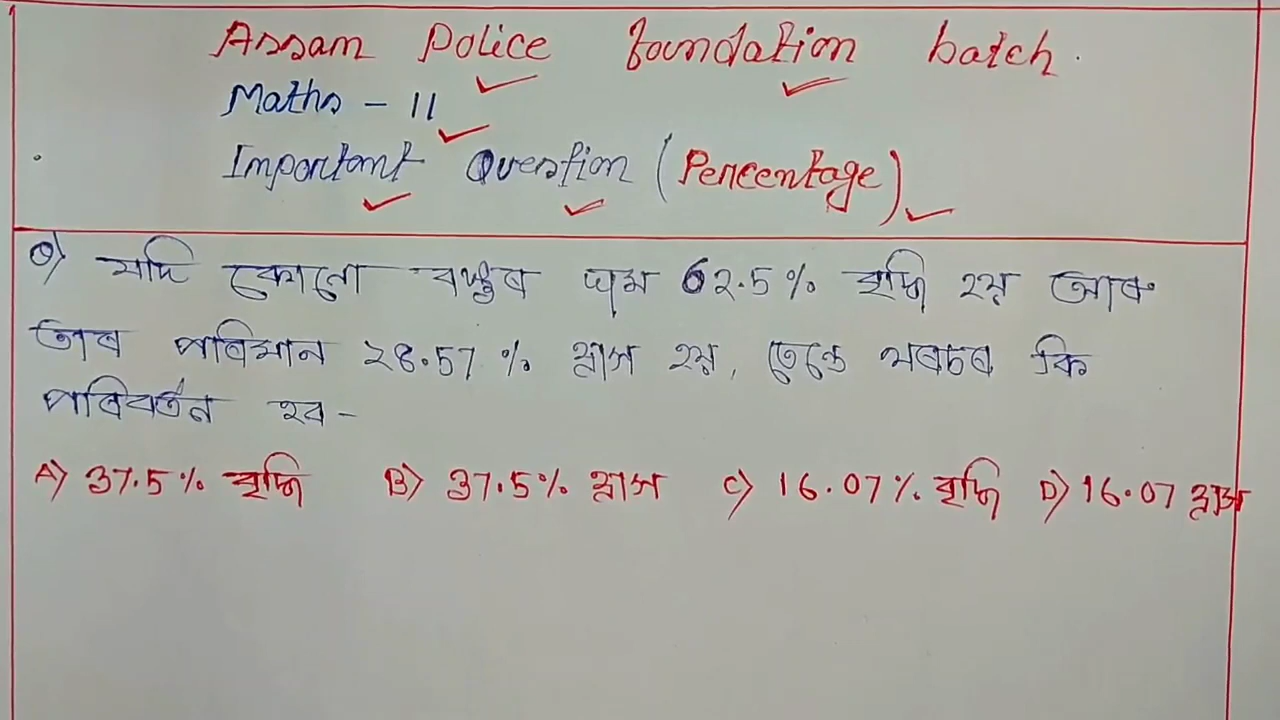 Assam Police foundation batch.
Maths - 11
Important Question (Percentage)
Q) যদি কোনো বস্তুৰ দাম 62.5% বৃদ্ধি হয় আৰু
তাৰ পৰিমান 28.57 % হ্রাস হয়, তেন্তে খৰচৰ কি
পৰিবৰ্তন হব -
A) 37.5% বৃদ্ধি B) 37.5% হ্রাস C) 16.07% বৃদ্ধি D) 16.07 হ্রাস